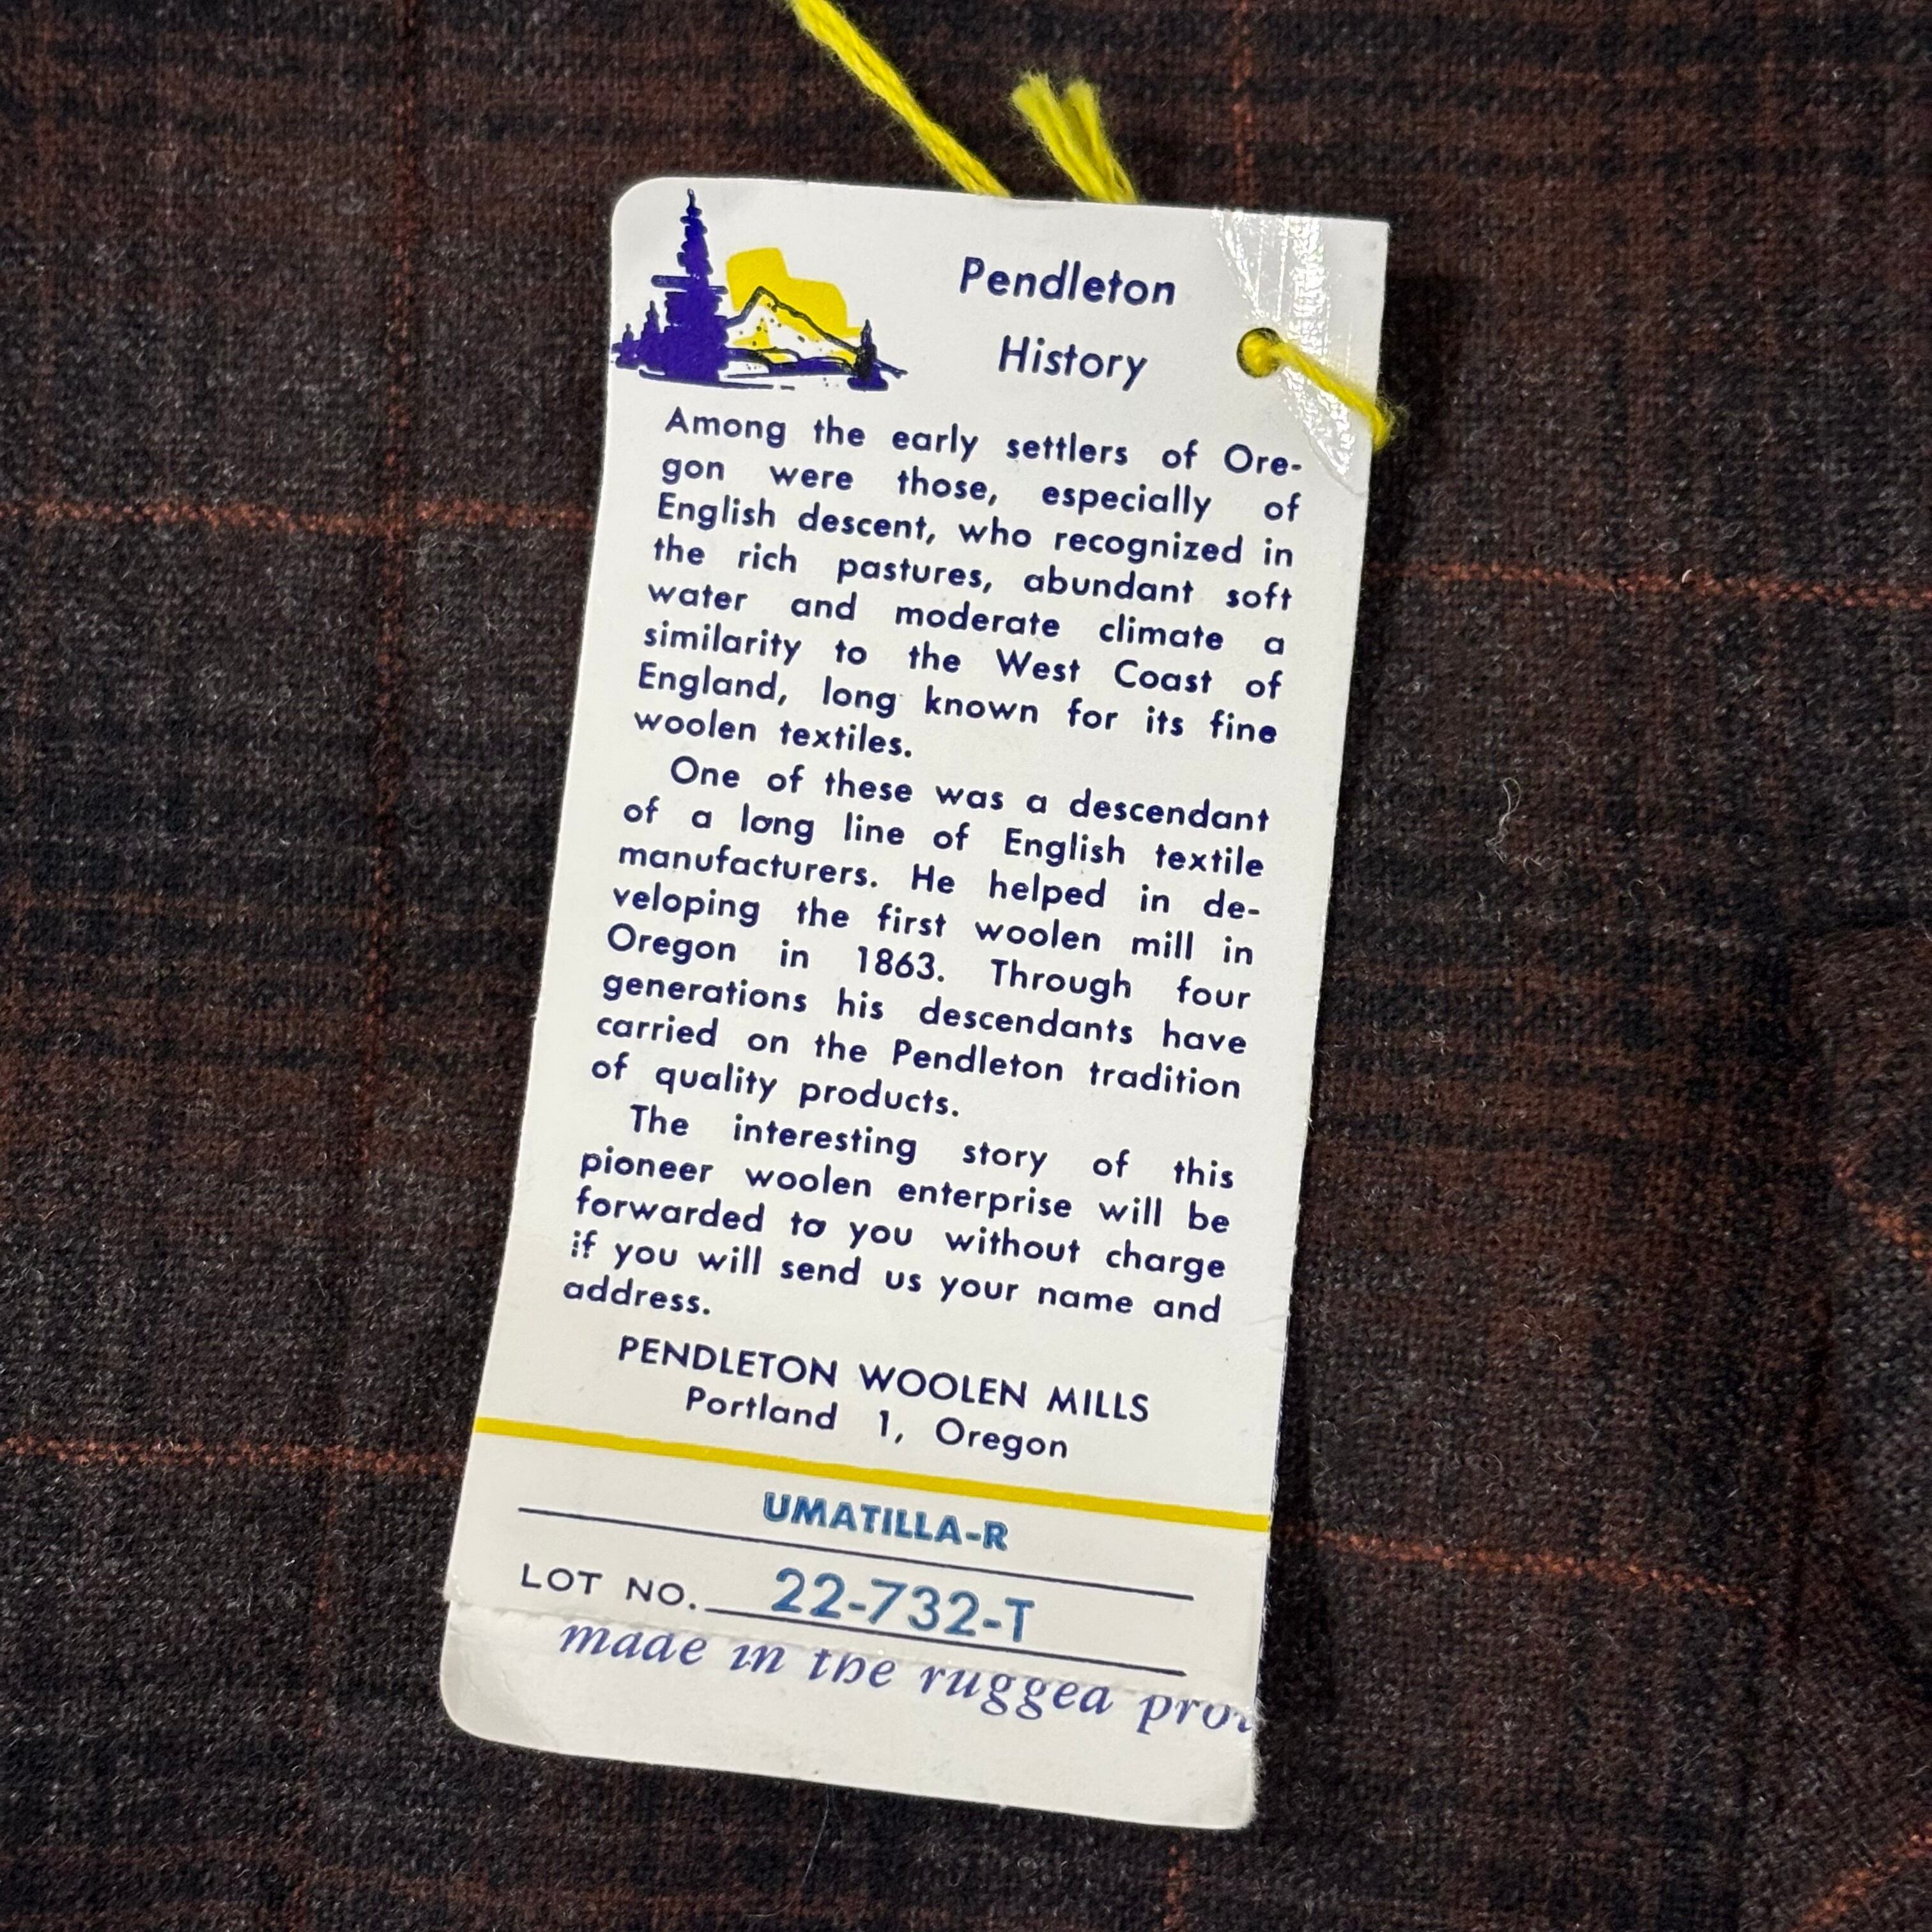 Pendleton
History
Among the early settlers of Ore-
gon were those, especially of
English descent, who recognized in
the rich pastures, abundant soft
water and moderate climate a
similarity to the West Coast of
England, long known for its fine
woolen textiles.
One of these was a descendant
of a long line of English textile
manufacturers. He helped in de-
veloping the first woolen mill in
Oregon in 1863. Through four
generations his descendants have
carried on the Pendleton tradition
of quality products.
The interesting story of this
pioneer woolen enterprise will be
forwarded to you without charge
if you will send us your name and
address.
PENDLETON WOOLEN MILLS
Portland 1, Oregon
UMATILLA-R
LOT NO. 22-732-T
made in the rugged